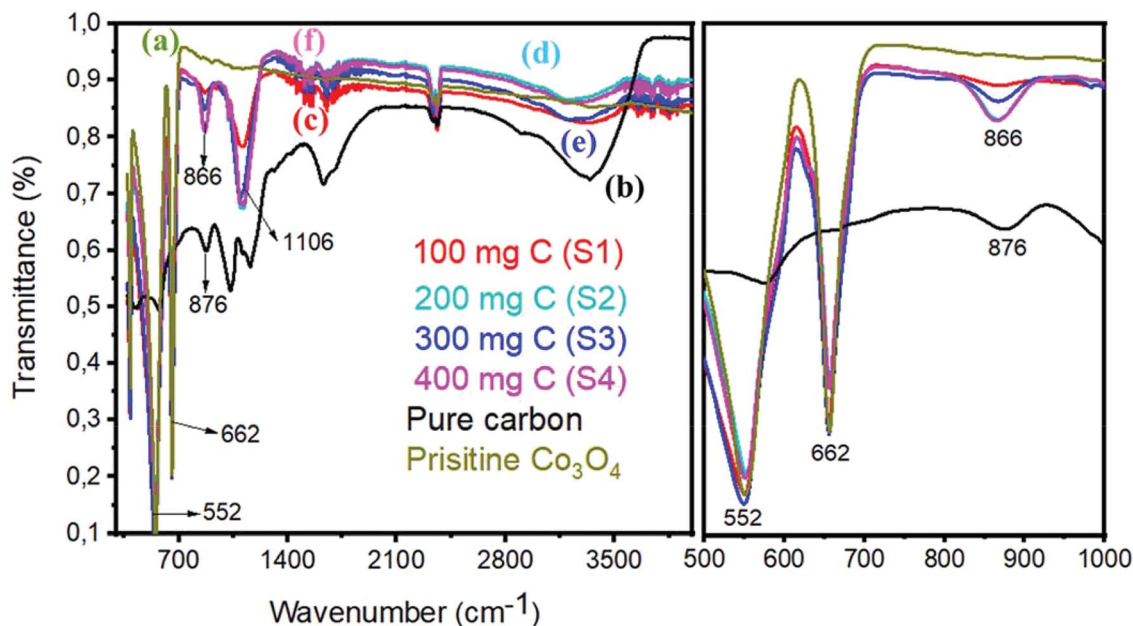 Transmittance (%)
1,0
0,9
0,8
0,7
0,6
0,5
0,4
0,3
0,2
0,1
(a)
(f)
(d)
(c)
(e)
(b)
866
1106
876
662
552
100 mg C (S1)
200 mg C (S2)
300 mg C (S3)
400 mg C (S4)
Pure carbon
Prisitine Co₃O₄
700 1400 2100 2800 3500
Wavenumber (cm⁻¹)
866
876
662
552
500 600 700 800 900 1000